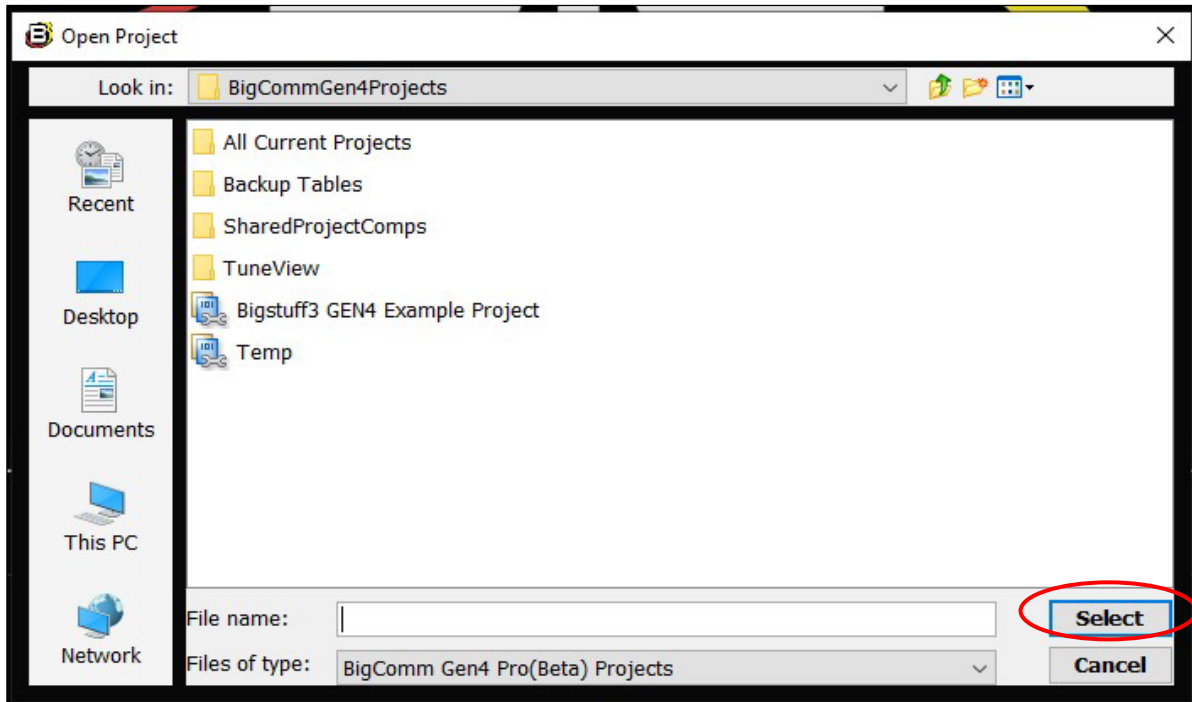 Open Project
Look in: BigCommGen4Projects
Recent
Desktop
Documents
This PC
Network
All Current Projects
Backup Tables
SharedProjectComps
TuneView
Bigstuff3 GEN4 Example Project
Temp
File name:
Select
Files of type: BigComm Gen4 Pro(Beta) Projects
Cancel